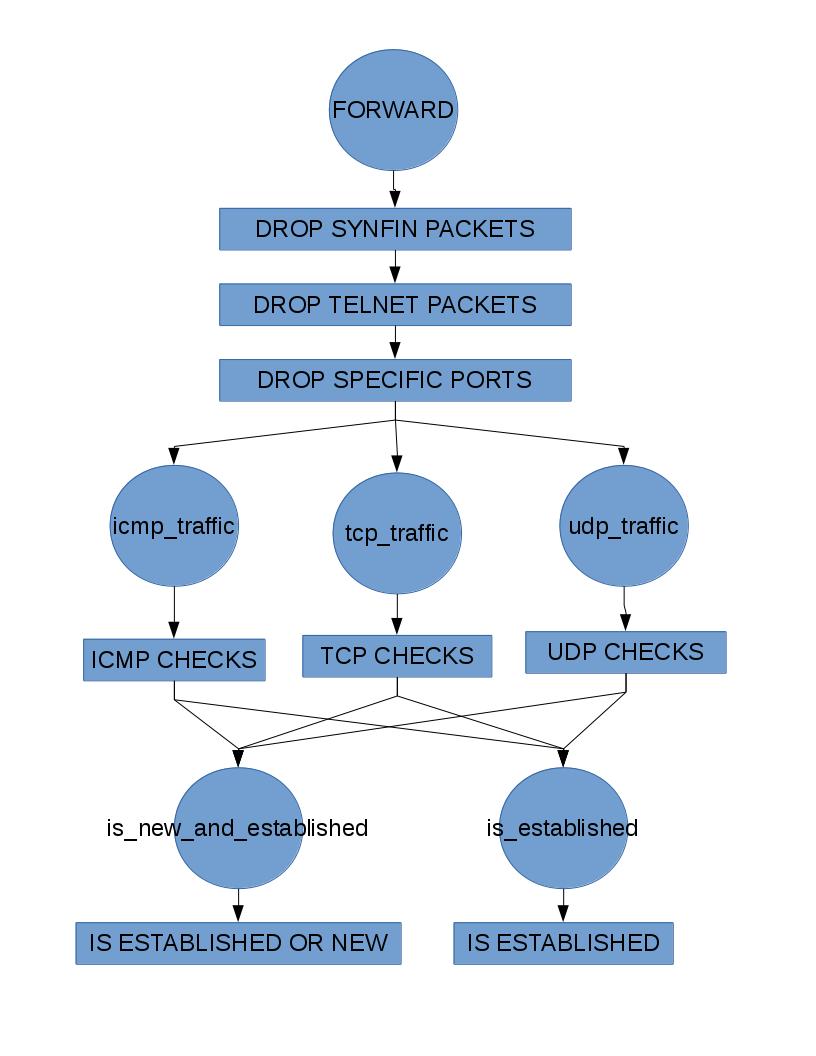 FORWARD
DROP SYNFIN PACKETS
DROP TELNET PACKETS
DROP SPECIFIC PORTS
icmp_traffic
tcp_traffic
udp_traffic
ICMP CHECKS
TCP CHECKS
UDP CHECKS
is_new_and_established
is_established
IS ESTABLISHED OR NEW
IS ESTABLISHED